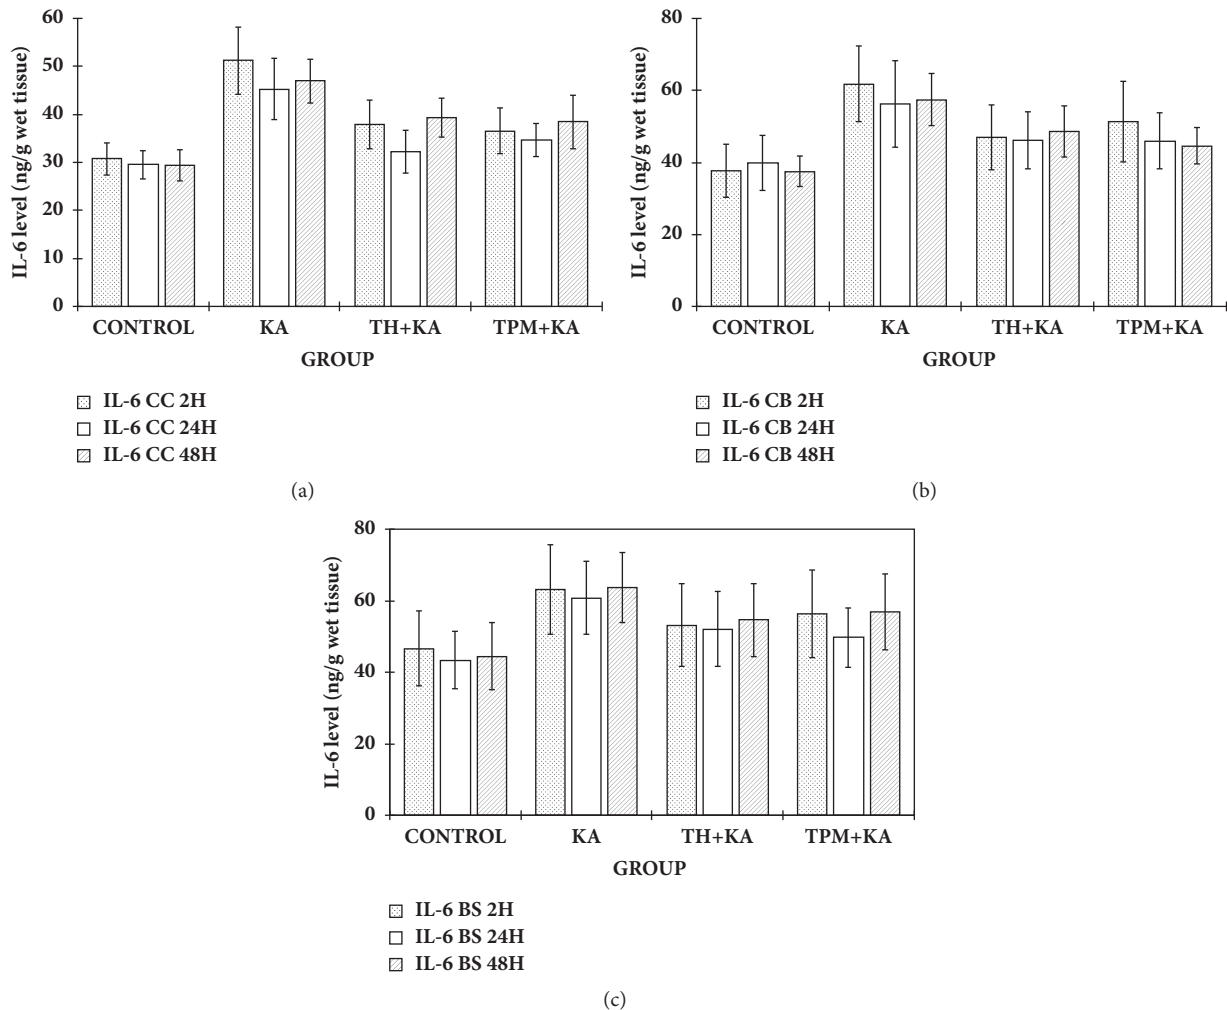 IL-6 level (ng/g wet tissue)
60
50
40
30
20
10
0
CONTROL KA TH+KA TPM+KA
GROUP
IL-6 CC 2H
IL-6 CC 24H
IL-6 CC 48H
(a)
IL-6 level (ng/g wet tissue)
80
60
40
20
0
CONTROL KA TH+KA TPM+KA
GROUP
IL-6 CB 2H
IL-6 CB 24H
IL-6 CB 48H
(b)
IL-6 level (ng/g wet tissue)
80
60
40
20
0
CONTROL KA TH+KA TPM+KA
GROUP
IL-6 BS 2H
IL-6 BS 24H
IL-6 BS 48H
(c)